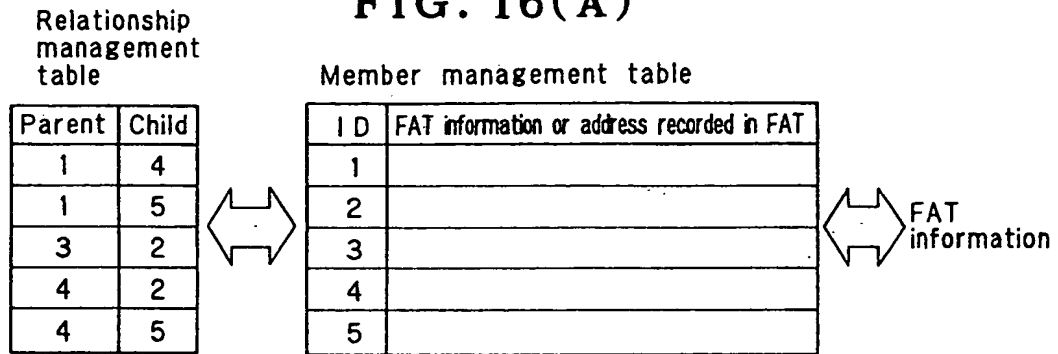 FIG. 16(A)
Relationship
management
table
Parent Child
1 4
1 5
3 2
4 2
4 5
Member management table
ID FAT information or address recorded in FAT
1
2
3
4
5
FAT
information